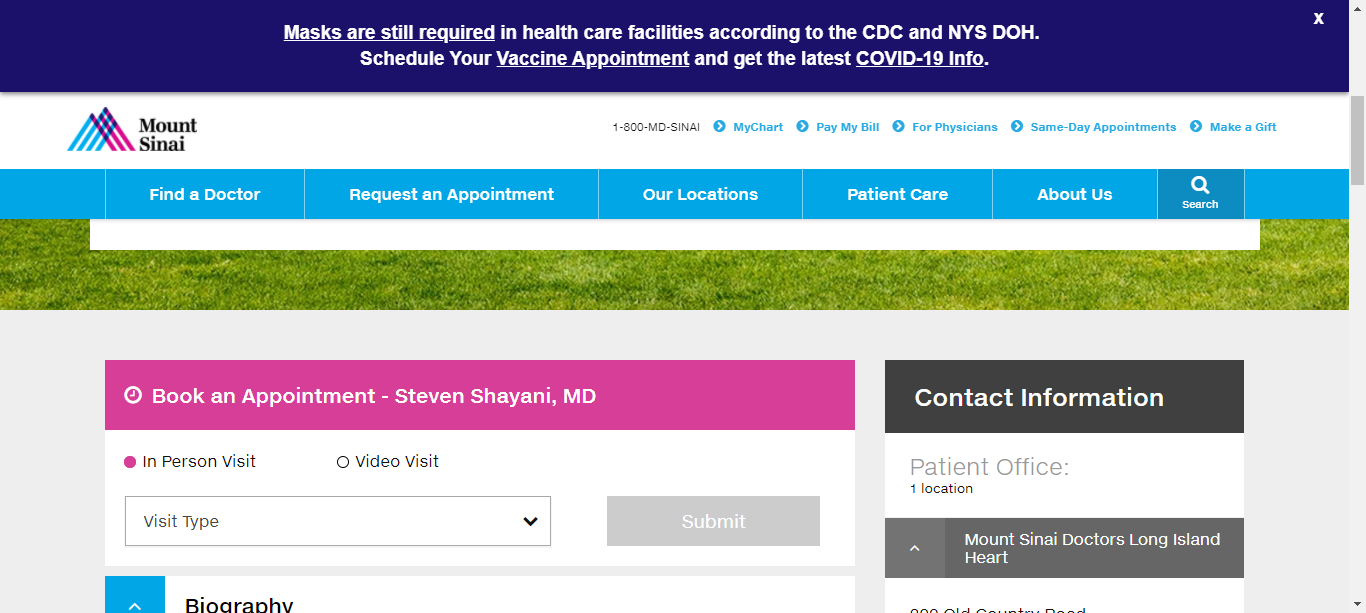 Masks are still required in health care facilities according to the CDC and NYS DOH.
Schedule Your Vaccine Appointment and get the latest COVID-19 Info.
X
Mount
Sinai
1-800-MD-SINAI MyChart Pay My Bill For Physicians Same-Day Appointments Make a Gift
Find a Doctor Request an Appointment Our Locations Patient Care About Us Search
Book an Appointment - Steven Shayani, MD
In Person Visit Video Visit
Visit Type Submit
Biography
Contact Information
Patient Office:
1 location
Mount Sinai Doctors Long Island
Heart
Old Country Road